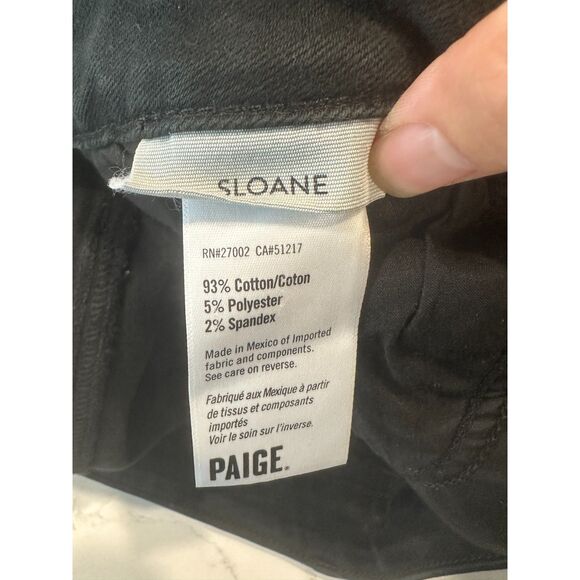 SLOANE
RN#27002 CA#51217
93% Cotton/Coton
5% Polyester
2% Spandex
Made in Mexico of Imported
fabric and components.
See care on reverse.
Fabriqué aux Mexique à partir
de tissus et composants
importés
Voir le soin sur l'inverse.
PAIGE.